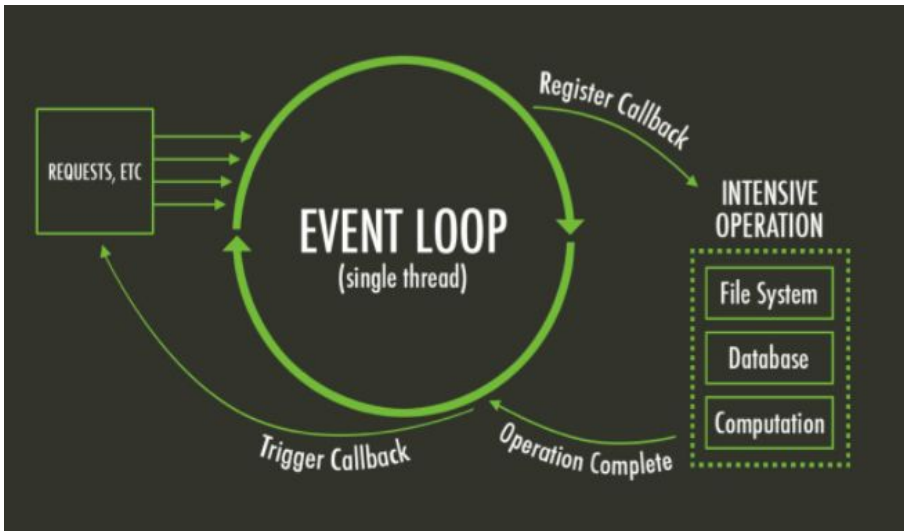 REQUESTS, ETC
EVENT LOOP
(single thread)
Register Callback
INTENSIVE
OPERATION
File System
Database
Computation
Operation Complete
Trigger Callback